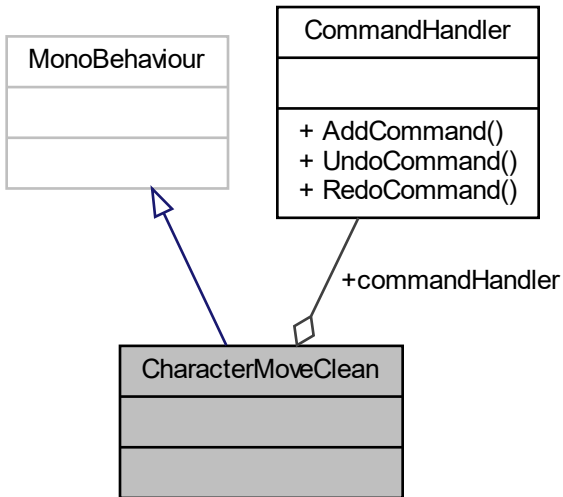 CommandHandler
MonoBehaviour
+ AddCommand()
+ UndoCommand()
+ RedoCommand()
+commandHandler
CharacterMoveClean